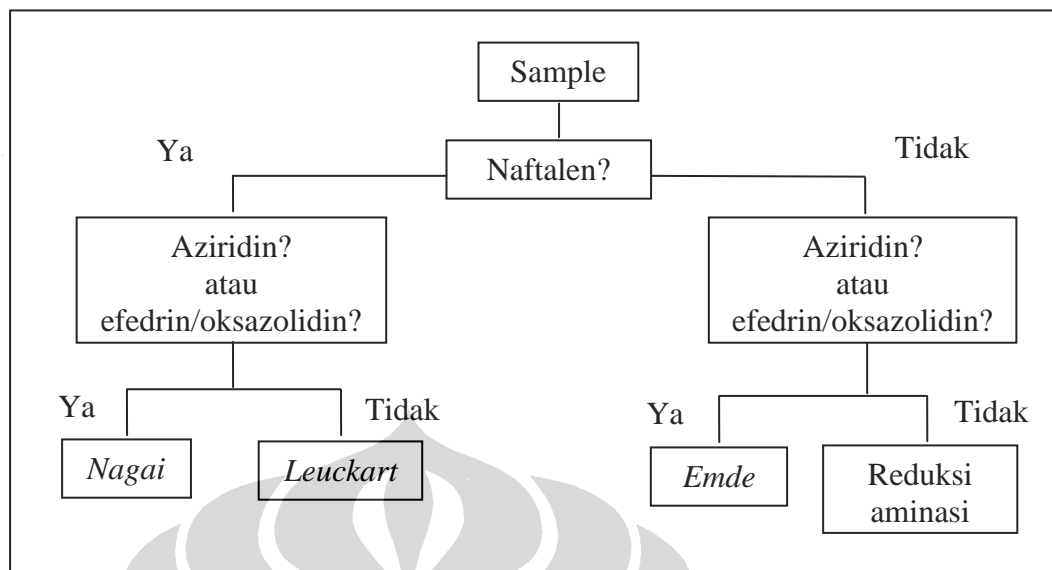 Sample
Ya
Tidak
Naftalen?
Aziridin?
atau
efedrin/oksazolidin?
Aziridin?
atau
efedrin/oksazolidin?
Ya
Tidak
Ya
Tidak
Nagai
Leuckart
Emde
Reduksi
aminasi